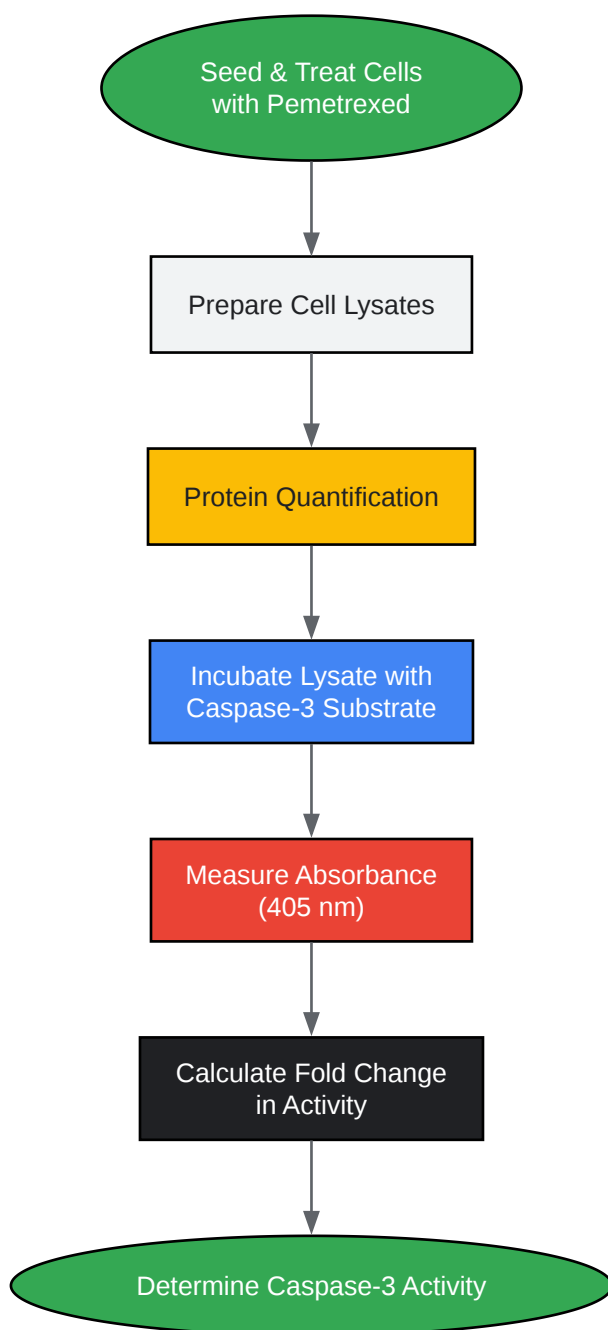 Seed & Treat Cells
with Pemetrexed
Prepare Cell Lysates
Protein Quantification
Incubate Lysate with
Caspase-3 Substrate
Measure Absorbance
(405 nm)
Calculate Fold Change
in Activity
Determine Caspase-3 Activity